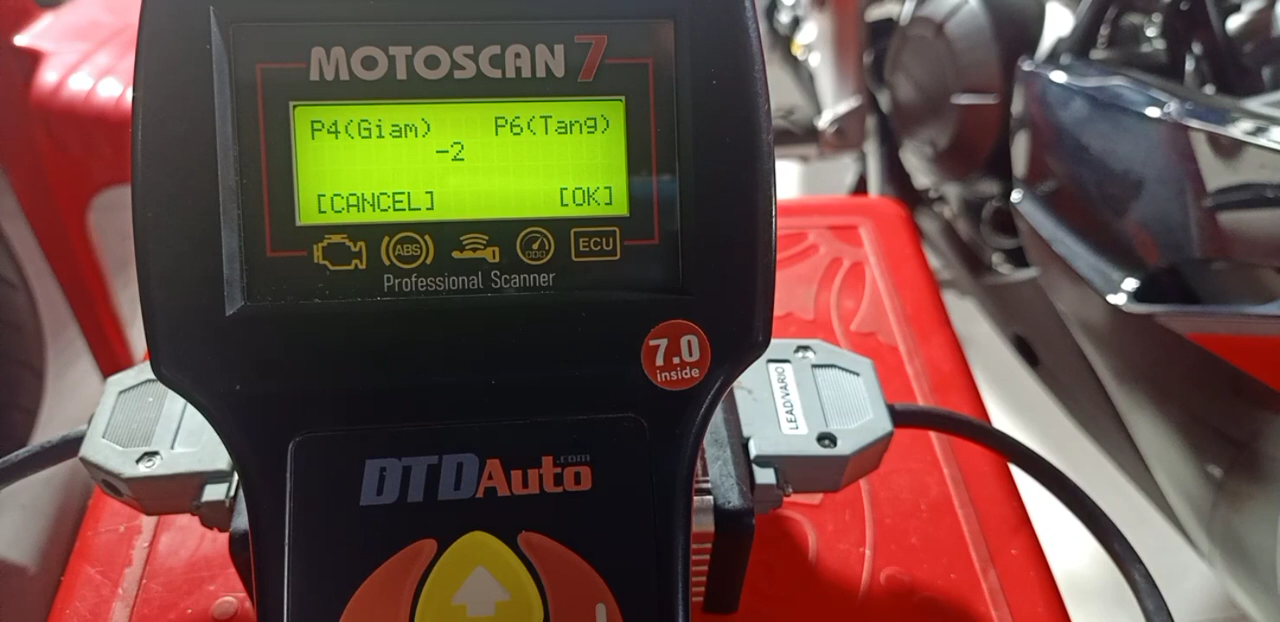 MOTOSCAN 7
P4(Giam) P6(Tang)
-2
[CANCEL] [OK]
ABS
ECU
Professional Scanner
7.0
inside
LEAD/VARIO
DTDAuto.com